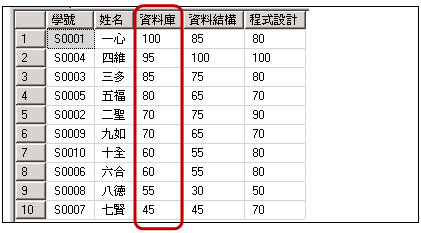 學號 姓名 資料庫 資料結構 程式設計
1 S0001 一心 100 85 80
2 S0004 四維 95 100 100
3 S0003 三多 85 75 80
4 S0005 五福 80 65 70
5 S0002 二聖 70 75 90
6 S0009 九如 70 65 70
7 S0010 十全 60 55 80
8 S0006 六合 60 55 80
9 S0008 八德 55 30 50
10 S0007 七賢 45 45 70